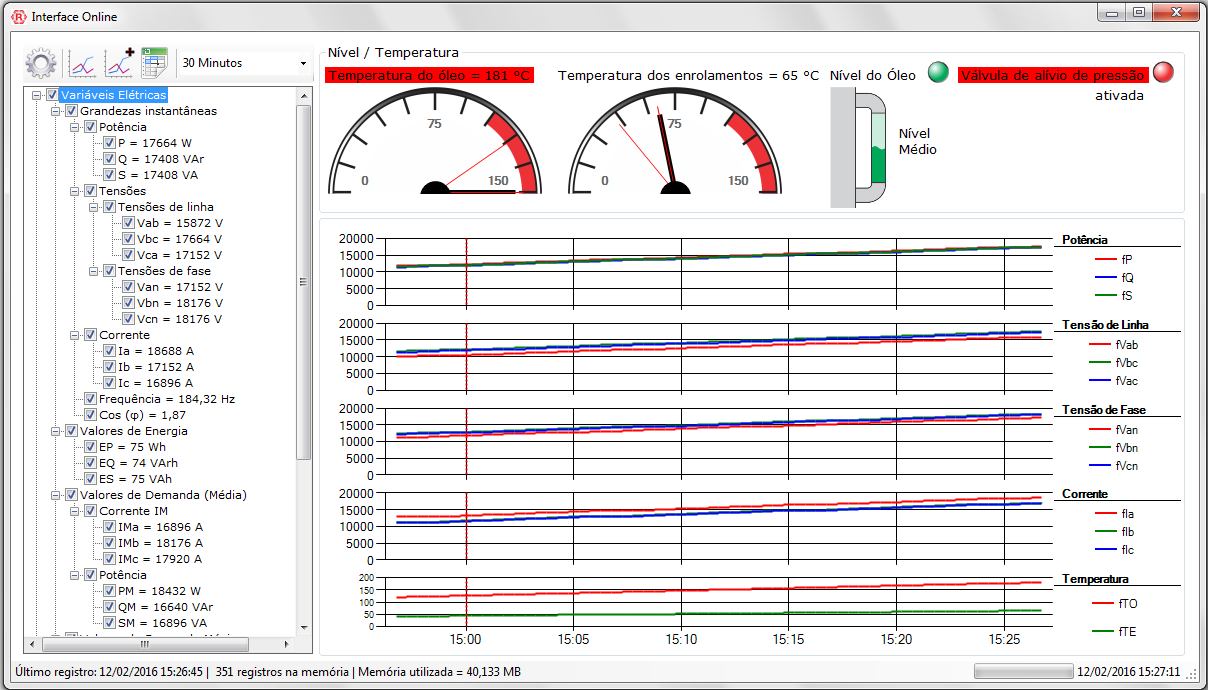 Interface Online
30 Minutos
Variáveis Elétricas
Grandezas instantâneas
Potência
P = 17664 W
Q = 17408 VAr
S = 17408 VA
Tensões
Tensões de linha
Vab = 15872 V
Vbc = 17664 V
Vca = 17152 V
Tensões de fase
Van = 17152 V
Vbn = 18176 V
Vcn = 18176 V
Corrente
Ia = 18688 A
Ib = 17152 A
Ic = 16896 A
Frequência = 184,32 Hz
Cos (φ) = 1,87
Valores de Energia
EP = 75 Wh
EQ = 74 VArh
ES = 75 VAh
Valores de Demanda (Média)
Corrente IM
IMa = 16896 A
IMb = 18176 A
IMc = 17920 A
Potência
PM = 18432 W
QM = 16640 VAr
SM = 16896 VA
Nível / Temperatura
Temperatura do óleo = 181 ºC
0
75
150
Temperatura dos enrolamentos = 65 ºC
0
75
150
Nível do Óleo
Nível
Médio
Válvula de alívio de pressão
ativada
20000
15000
10000
5000
0
Potência
fP
fQ
fS
20000
15000
10000
5000
0
Tensão de Linha
fVab
fVbc
fVac
20000
15000
10000
5000
0
Tensão de Fase
fVan
fVbn
fVcn
20000
15000
10000
5000
0
Corrente
fIa
fIb
fIc
200
150
100
50
0
Temperatura
fTO
fTE
15:00 15:05 15:10 15:15 15:20 15:25
Último registro: 12/02/2016 15:26:45 | 351 registros na memória | Memória utilizada = 40,133 MB
12/02/2016 15:27:11